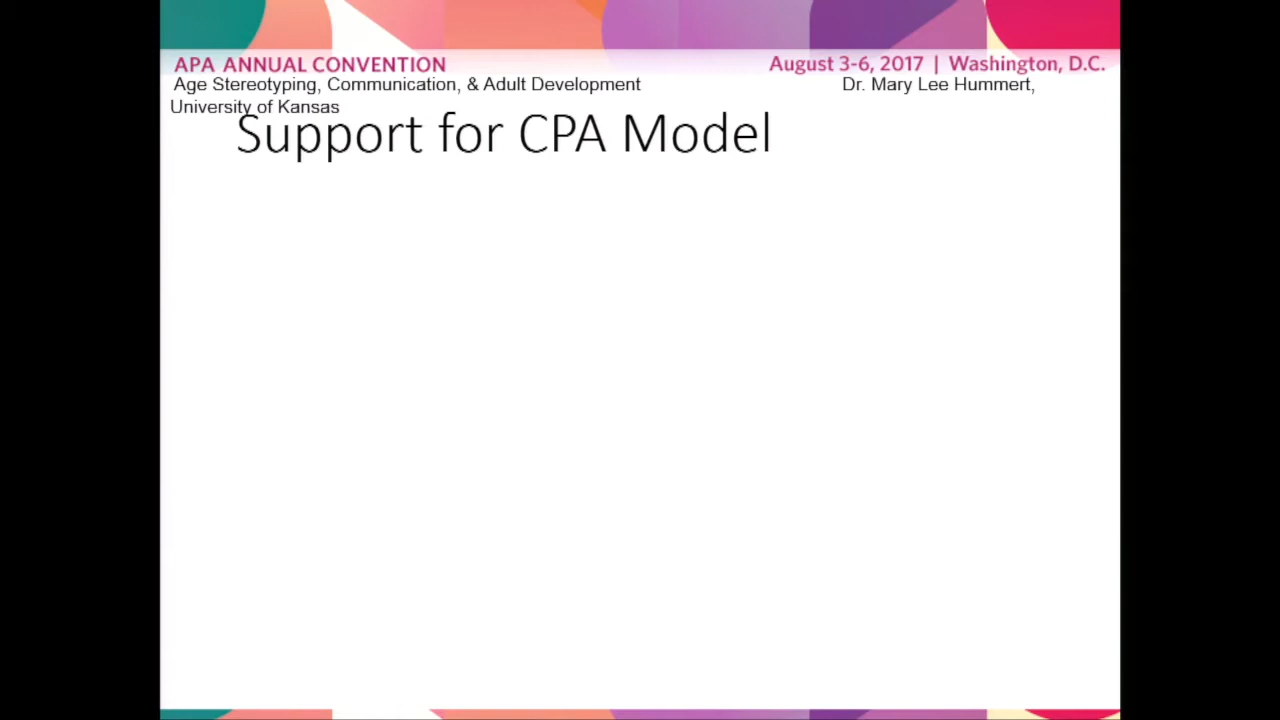 APA ANNUAL CONVENTION August 3-6, 2017 | Washington, D.C.
Age Stereotyping, Communication, & Adult Development Dr. Mary Lee Hummert,
University of Kansas
Support for CPA Model